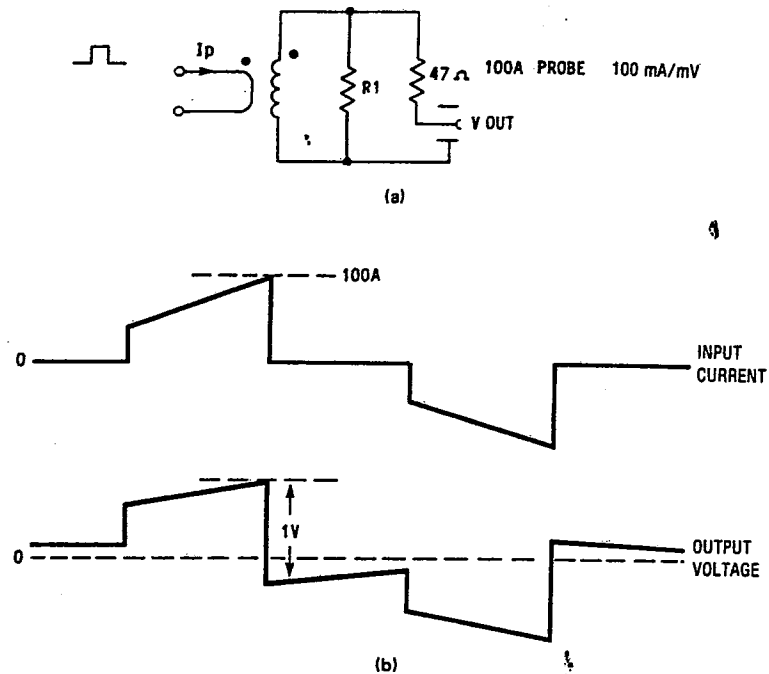 Ip
R1
47 Ω 100A PROBE 100 mA/mV
V OUT
(a)
100A
0
INPUT
CURRENT
1V
0
OUTPUT
VOLTAGE
(b)